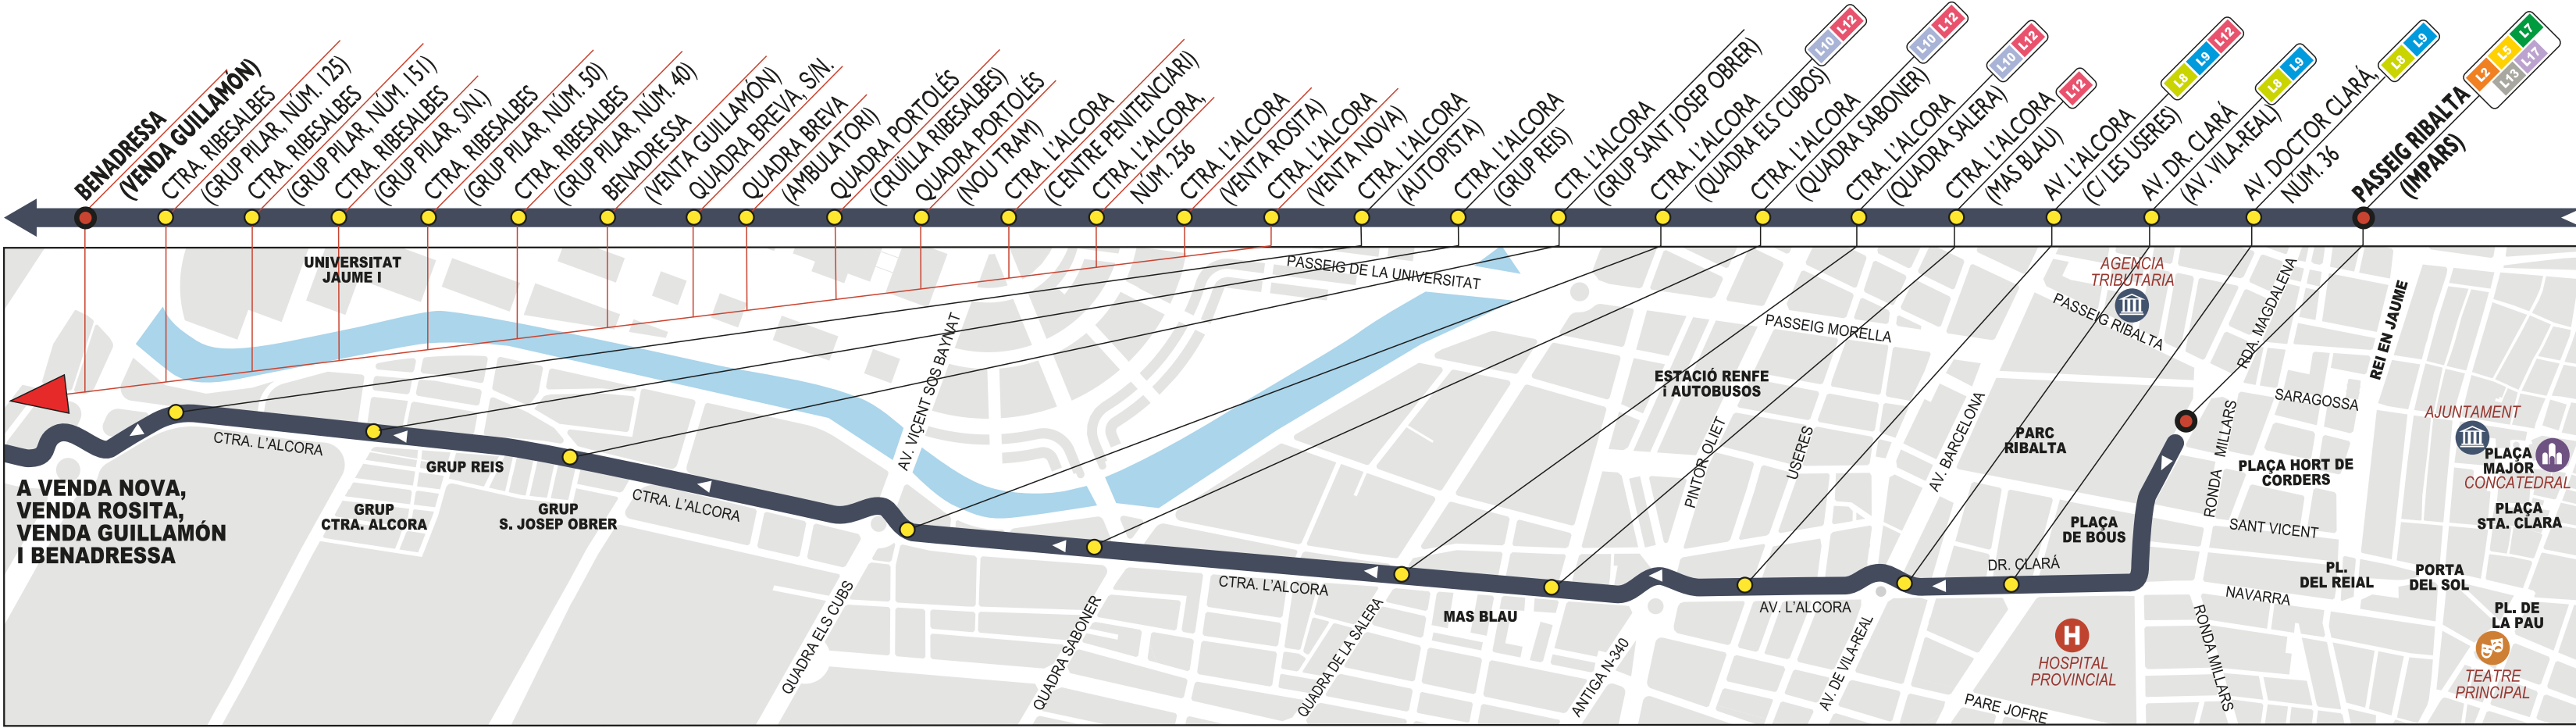 BENADRESSA
(VENDA GUILLAMÓN)
CTRA. RIBESALBES
(GRUP PILAR, NÚM. 125)
CTRA. RIBESALBES
(GRUP PILAR, NÚM. 151)
CTRA. RIBESALBES
(GRUP PILAR, S/N.)
CTRA. RIBESALBES
(GRUP PILAR, NÚM. 50)
CTRA. RIBESALBES
(GRUP PILAR, NÚM. 40)
BENADRESSA
(VENTA GUILLAMÓN)
QUADRA BREVA, S/N.
QUADRA BREVA
(AMBULATORI)
QUADRA PORTOLÉS
(CRUÏLLA RIBESALBES)
QUADRA PORTOLÉS
(NOU TRAM)
CTRA. L'ALCORA
(CENTRE PENITENCIARI)
CTRA. L'ALCORA,
NÚM. 256
CTRA. L'ALCORA
(VENTA ROSITA)
CTRA. L'ALCORA
(VENTA NOVA)
CTRA. L'ALCORA
(AUTOPISTA)
CTRA. L'ALCORA
(GRUP REIS)
CTR. L'ALCORA
(GRUP SANT JOSEP OBRER)
CTRA. L'ALCORA
(QUADRA ELS CUBOS)
L10 L12
CTRA. L'ALCORA
(QUADRA SABONER)
L10 L12
CTRA. L'ALCORA
(QUADRA SALERA)
L10 L12
CTRA. L'ALCORA
(MAS BLAU)
L12
AV. L'ALCORA
(C/ LES USERES)
L8 L9 L12
AV. DR. CLARÁ
(AV. VILA-REAL)
L8 L9
AV. DOCTOR CLARÁ,
NÚM. 36
L8 L9
PASSEIG RIBALTA
(IMPARS)
L2 L5 L7
L13 L17
UNIVERSITAT
JAUME I
PASSEIG DE LA UNIVERSITAT
AGENCIA
TRIBUTARIA
PASSEIG RIBALTA
RDA. MAGDALENA
REI EN JAUME
PASSEIG MORELLA
AV. VIÇENT SOS BAYNAT
ESTACIÓ RENFE
I AUTOBUSOS
SARAGOSSA
AJUNTAMENT
PLAÇA
MAJOR
CONCATEDRAL
PARC
RIBALTA
RONDA MILLARS
PLAÇA HORT DE
CORDERS
PINTOR OLIET
USERES
AV. BARCELONA
CTRA. L'ALCORA
GRUP REIS
A VENDA NOVA,
VENDA ROSITA,
VENDA GUILLAMÓN
I BENADRESSA
GRUP
CTRA. ALCORA
GRUP
S. JOSEP OBRER
CTRA. L'ALCORA
PLAÇA
STA. CLARA
PLAÇA
DE BOUS
SANT VICENT
DR. CLARÁ
PL.
DEL REIAL
PORTA
DEL SOL
NAVARRA
PL. DE
LA PAU
CTRA. L'ALCORA
MAS BLAU
AV. L'ALCORA
QUADRA ELS CUBS
QUADRA SABONER
QUADRA DE LA SALERA
ANTIGA N-340
AV. DE VILA-REAL
H
HOSPITAL
PROVINCIAL
RONDA MILLARS
TEATRE
PRINCIPAL
PARE JOFRE